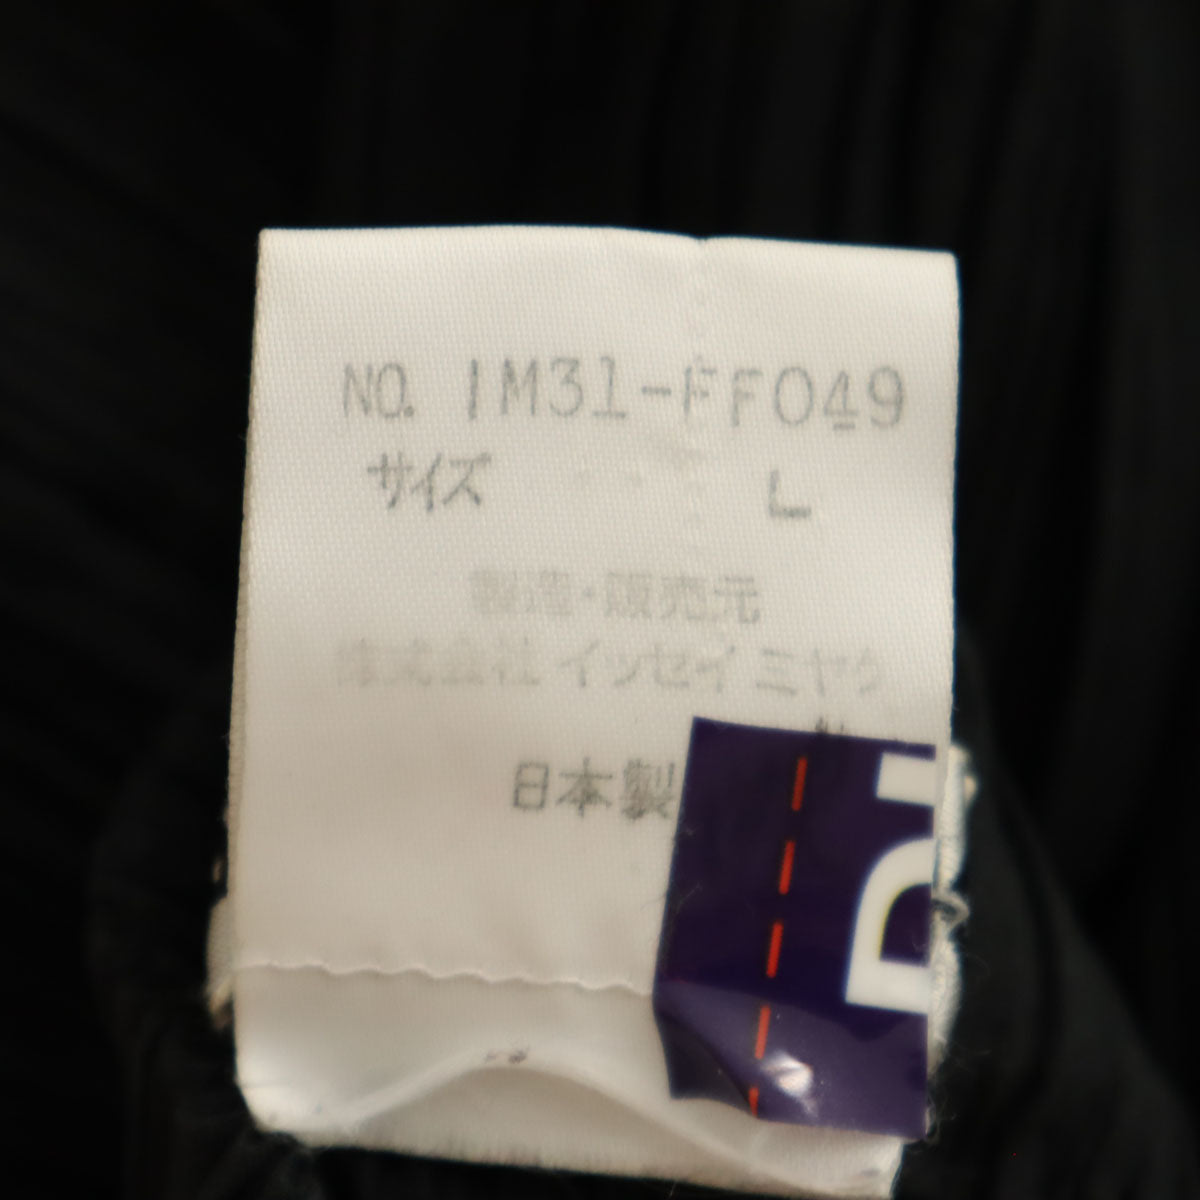 NO. IM31-FF049
サイズ L
製造・販売元
株式会社 イッセイミヤケ
日本製